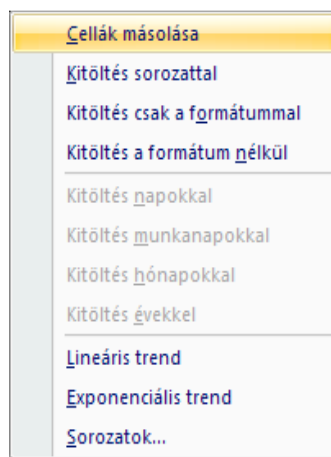 Cellák másolása
Kitöltés sorozattal
Kitöltés csak a formátummal
Kitöltés a formátum nélkül
Kitöltés napokkal
Kitöltés munkanapokkal
Kitöltés hónapokkal
Kitöltés évekkel
Lineáris trend
Exponenciális trend
Sorozatok...